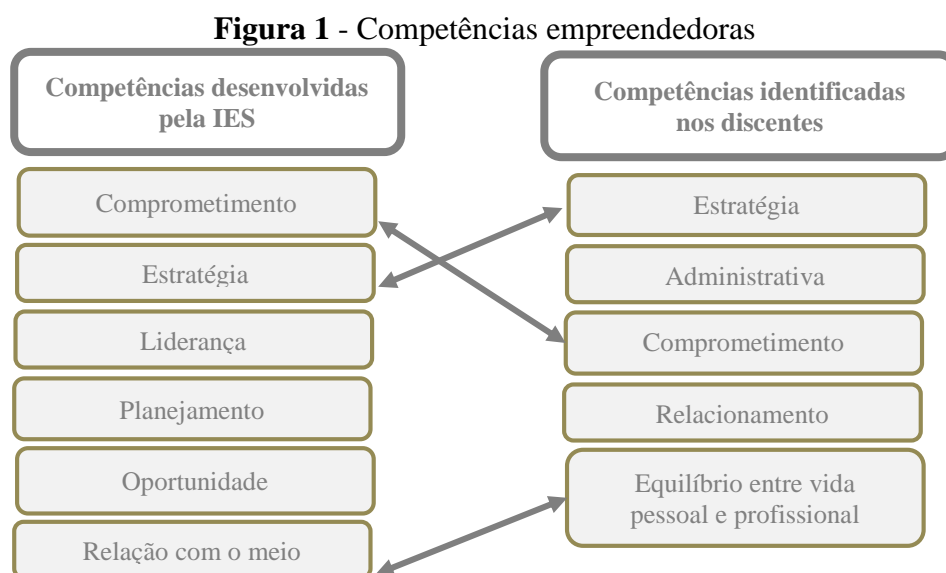 Figura 1 - Competências empreendedoras
Competências desenvolvidas
pela IES
Comprometimento
Estratégia
Liderança
Planejamento
Oportunidade
Relação com o meio
Competências identificadas
nos discentes
Estratégia
Administrativa
Comprometimento
Relacionamento
Equilíbrio entre vida
pessoal e profissional